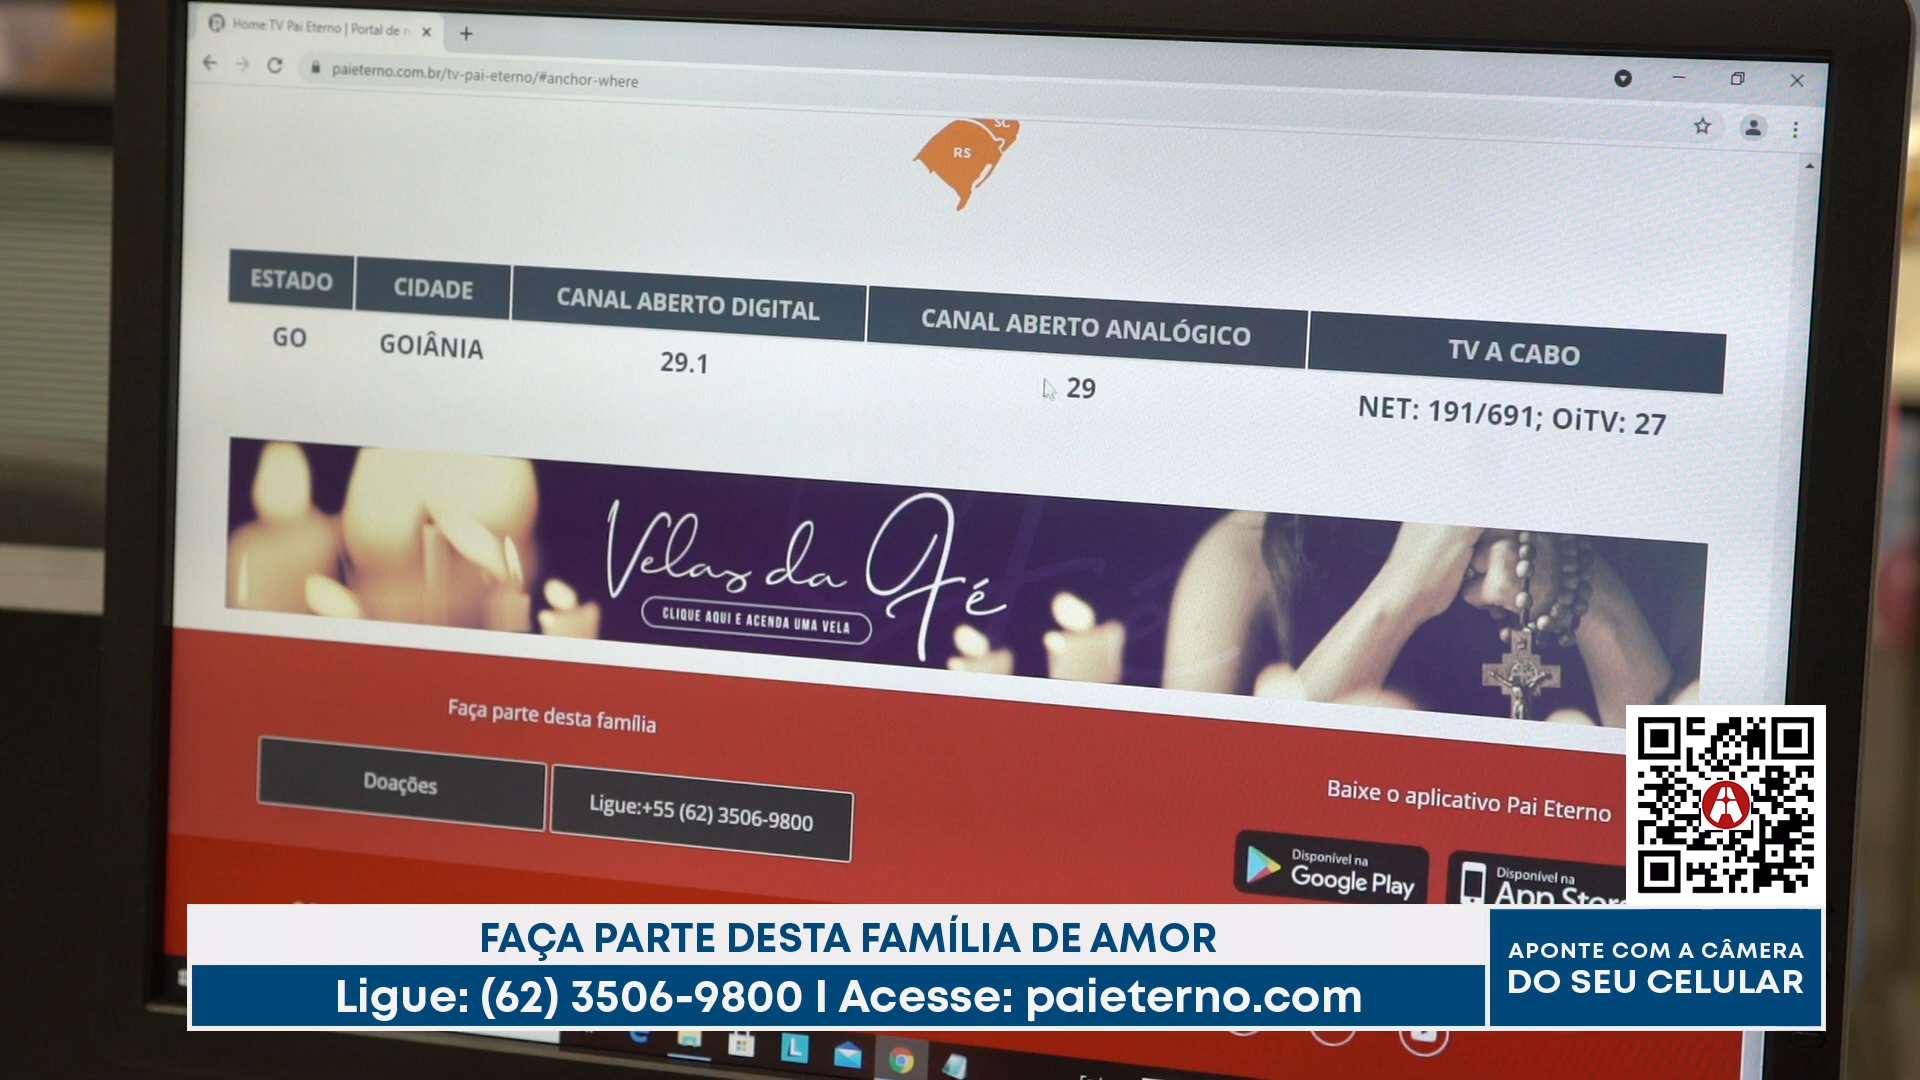 Home TV Pai Eterno | Portal de
paieterno.com.br/tv-pai-eterno/#anchor-where
SC
RS
ESTADO CIDADE CANAL ABERTO DIGITAL CANAL ABERTO ANALÓGICO TV A CABO
GO GOIÂNIA 29.1 29 NET: 191/691; OiTV: 27
Velas da Fé
CLIQUE AQUI E ACENDA UMA VELA
Faça parte desta família
Doações
Ligue:+55 (62) 3506-9800
Baixe o aplicativo Pai Eterno
Disponível na
Google Play
Disponível na
App Store
FAÇA PARTE DESTA FAMÍLIA DE AMOR
Ligue: (62) 3506-9800 | Acesse: paieterno.com
APONTE COM A CÂMERA
DO SEU CELULAR